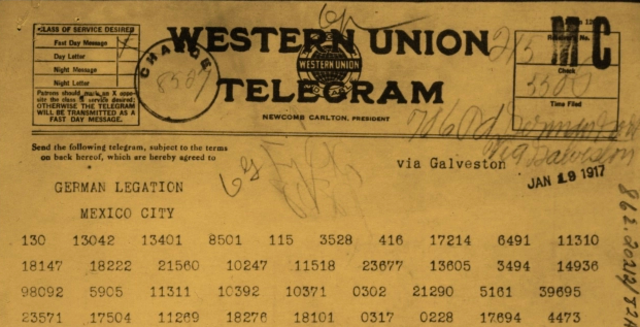 CLASS OF SERVICE DESIRED
Fast Day Message
Day Letter
Night Message
Night Letter
Patrons should mark an X oppo-
site the class of service desired;
OTHERWISE THE TELEGRAM
WILL BE TRANSMITTED AS A
FAST DAY MESSAGE.
CHARGE
WESTERN UNION
WESTERN UNION
TELEGRAM
NEWCOMB CARLTON, PRESIDENT
Check
Time Filed
Send the following telegram, subject to the terms
on back hereof, which are hereby agreed to
via Galveston
JAN 19 1917
GERMAN LEGATION
MEXICO CITY
130 13042 13401 8501 115 3528 416 17214 6491 11310
18147 18222 21560 10247 11518 23677 13605 3494 14936
98092 5905 11311 10392 10371 0302 21290 5161 39695
23571 17504 11269 18276 18101 0317 0228 17694 4473